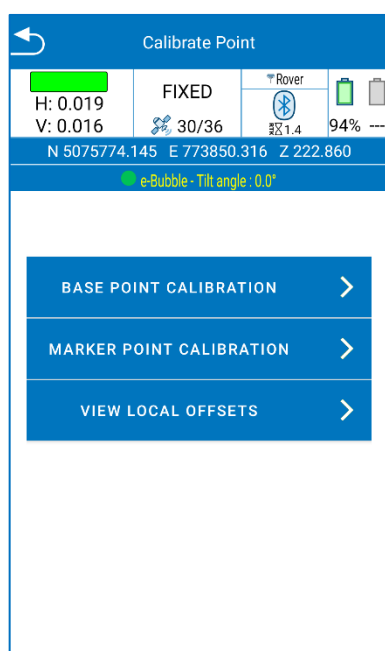 Calibrate Point
H: 0.019
V: 0.016
FIXED
30/36
Rover
1.4
94%
---
N 5075774.145 E 773850.316 Z 222.860
e-Bubble - Tilt angle : 0.0°
BASE POINT CALIBRATION
MARKER POINT CALIBRATION
VIEW LOCAL OFFSETS